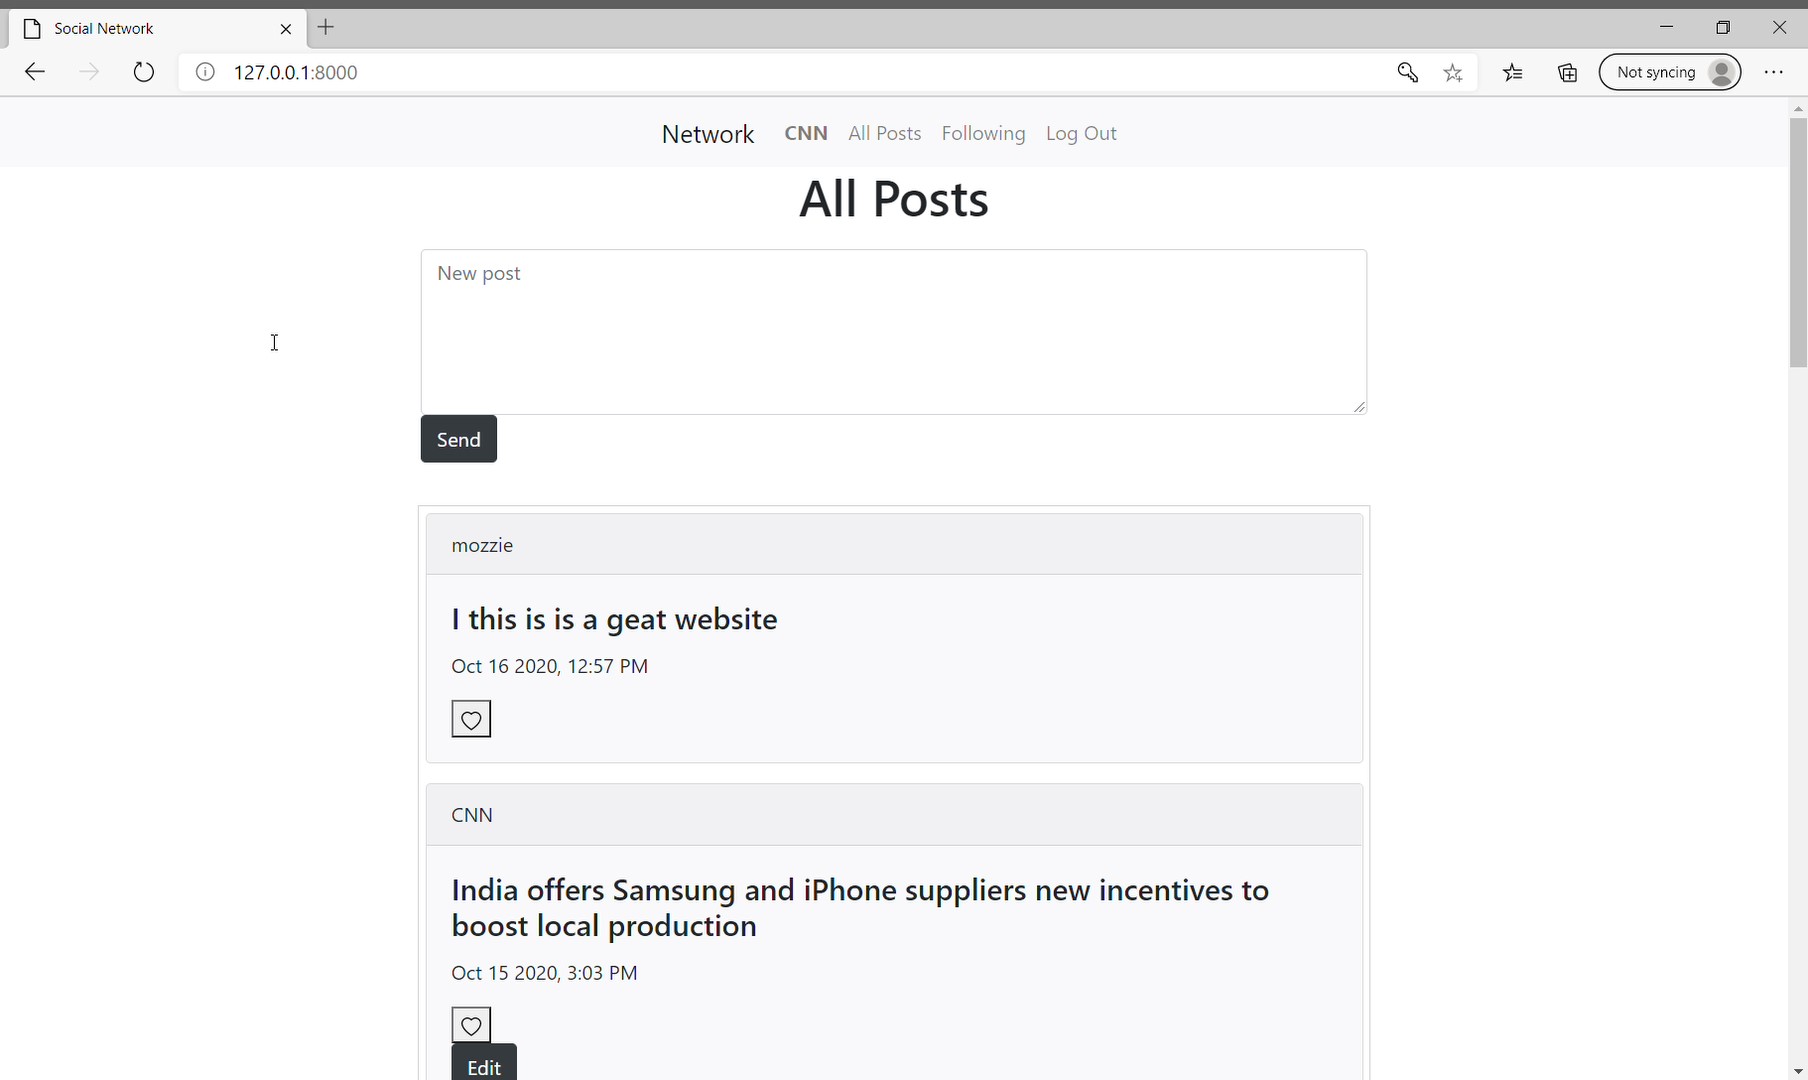 Social Network
127.0.0.1:8000
Not syncing
Network CNN All Posts Following Log Out
All Posts
New post
Send
mozzie
I this is is a geat website
Oct 16 2020, 12:57 PM
CNN
India offers Samsung and iPhone suppliers new incentives to
boost local production
Oct 15 2020, 3:03 PM
Edit